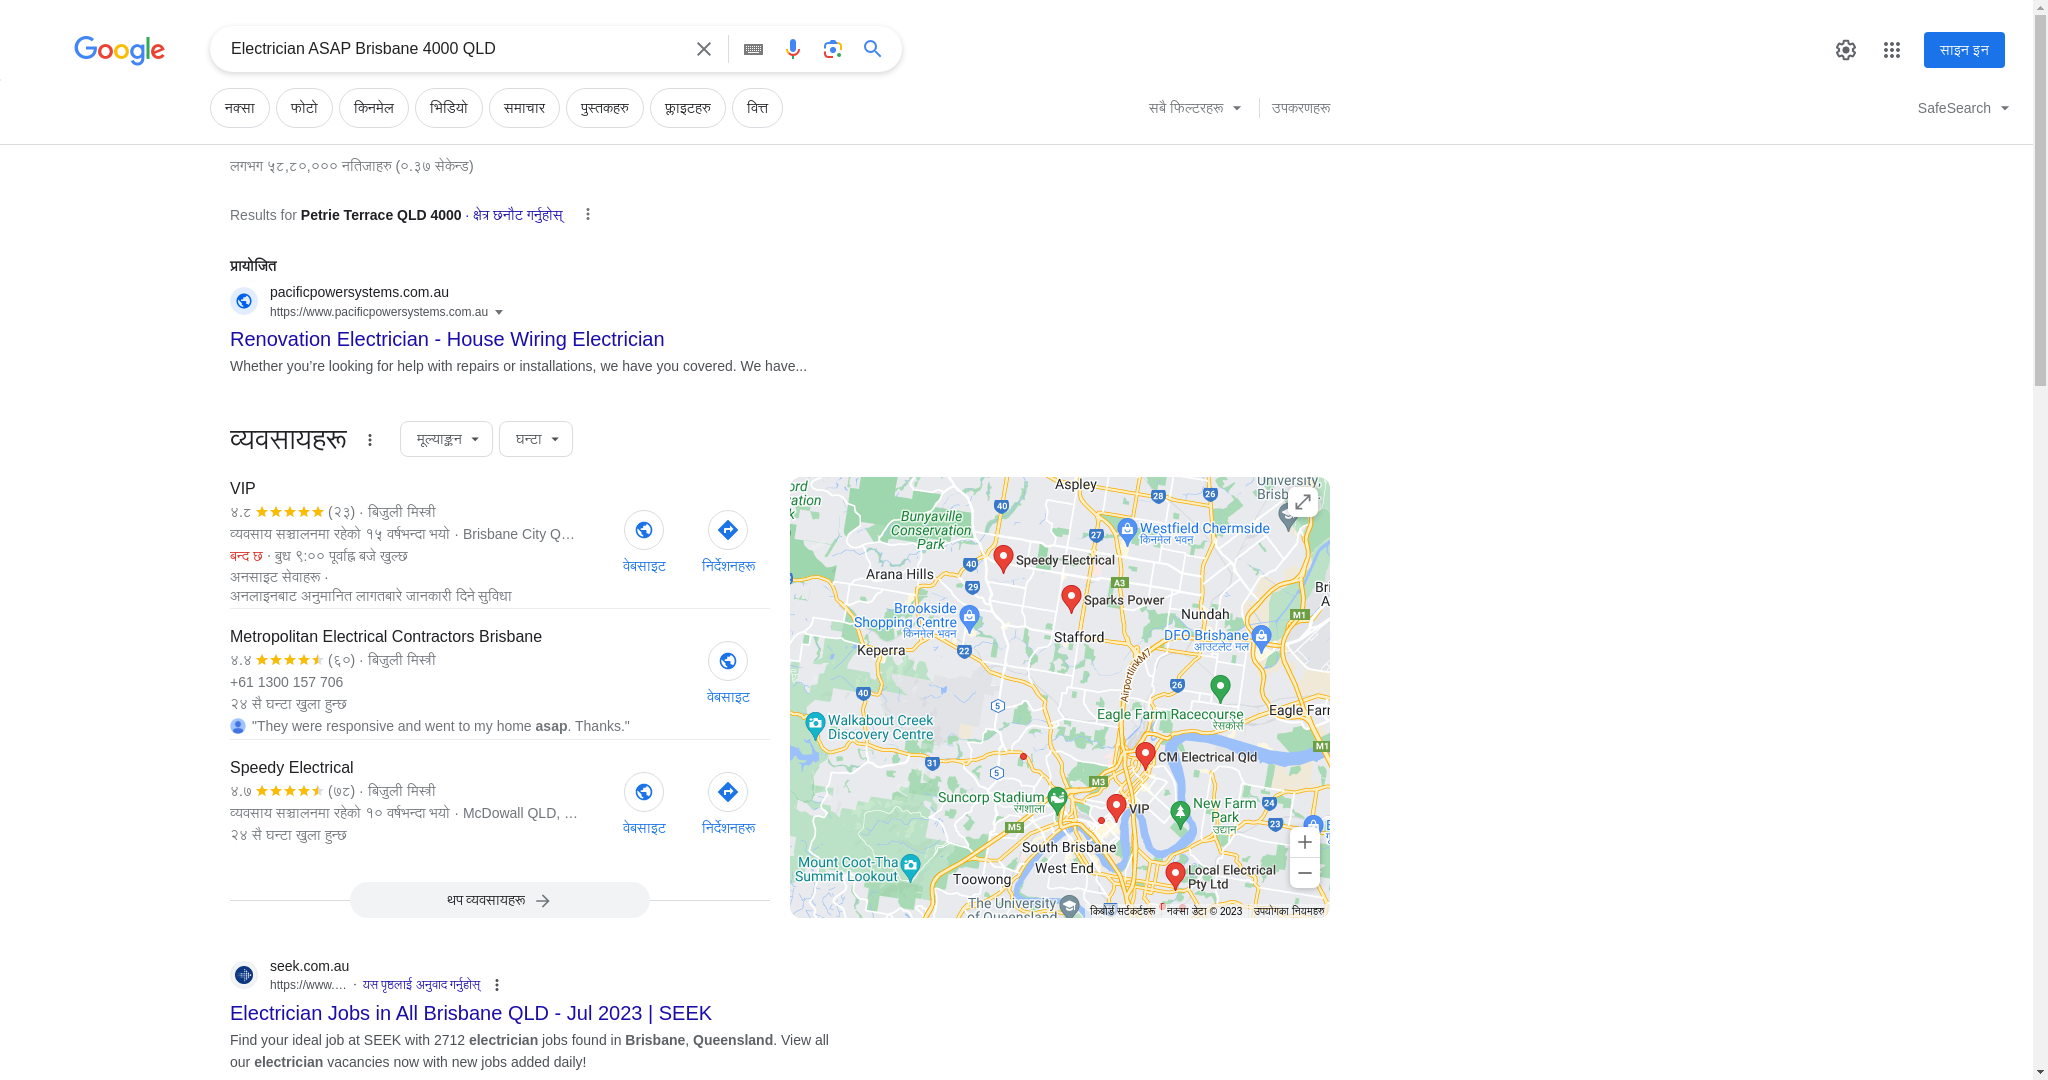 Google
Electrician ASAP Brisbane 4000 QLD
साइन इन
नक्सा
फोटो
किनमेल
भिडियो
समाचार
पुस्तकहरु
फ्लाइटहरु
वित्त
सबै फिल्टरहरू
उपकरणहरू
SafeSearch
लगभग ५८,८०,००० नतिजाहरु (०.३७ सेकेन्ड)
Results for Petrie Terrace QLD 4000 · क्षेत्र छनौट गर्नुहोस्
प्रायोजित
pacificpowersystems.com.au
https://www.pacificpowersystems.com.au
Renovation Electrician - House Wiring Electrician
Whether you’re looking for help with repairs or installations, we have you covered. We have...
व्यवसायहरू
मूल्याङ्कन
घन्टा
VIP
४.८ (२३) · बिजुली मिस्त्री
व्यवसाय सञ्चालनमा रहेको १५ वर्षभन्दा भयो · Brisbane City Q…
बन्द छ · बुध ९:०० पूर्वाह्न बजे खुल्छ
अनसाइट सेवाहरू ·
अनलाइनबाट अनुमानित लागतबारे जानकारी दिने सुविधा
वेबसाइट
निर्देशनहरू
Metropolitan Electrical Contractors Brisbane
४.४ (६०) · बिजुली मिस्त्री
+61 1300 157 706
२४ सै घन्टा खुला हुन्छ
"They were responsive and went to my home asap. Thanks."
वेबसाइट
Speedy Electrical
४.७ (७८) · बिजुली मिस्त्री
व्यवसाय सञ्चालनमा रहेको १० वर्षभन्दा भयो · McDowall QLD, …
२४ सै घन्टा खुला हुन्छ
वेबसाइट
निर्देशनहरू
थप व्यवसायहरू
Aspley
University,
28
26
40
Bunyaville
Conservation
Park
Westfield Chermside
किनमेल भवन
27
Speedy Electrical
40
Arana Hills
29
A3
Sparks Power
Brookside
Shopping Centre
किनमेल भवन
Nundah
M1
Stafford
DFO Brisbane
आउटलेट मल
Keperra
22
AirportlinkM7
40
26
5
Eagle Farm Racecourse
रेसकोर्स
Eagle Farm
Walkabout Creek
Discovery Centre
M1
31
CM Electrical Qld
5
M3
Suncorp Stadium
रंगशाला
VIP
New Farm
Park
उद्यान
24
23
M5
South Brisbane
Mount Coot-Tha
Summit Lookout
West End
Toowong
Local Electrical
Pty Ltd
The University
of Queensland
किबोर्ड सर्टकर्टहरू
नक्सा डेटा © 2023
उपयोगका नियमहरु
seek.com.au
https://www.… · यस पृष्ठलाई अनुवाद गर्नुहोस्
Electrician Jobs in All Brisbane QLD - Jul 2023 | SEEK
Find your ideal job at SEEK with 2712 electrician jobs found in Brisbane, Queensland. View all
our electrician vacancies now with new jobs added daily!